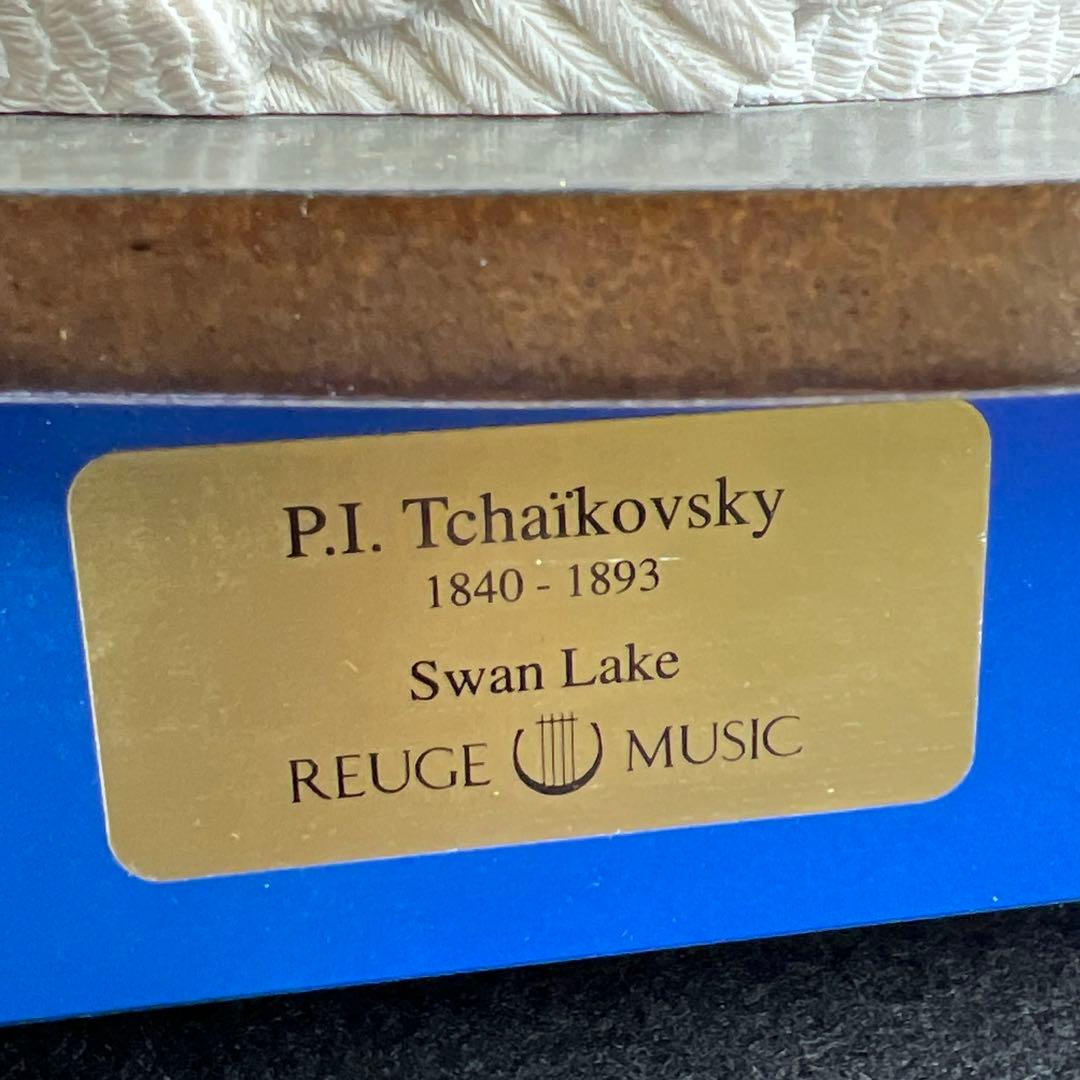 P.I. Tchaïkovsky
1840 - 1893
Swan Lake
REUGE MUSIC